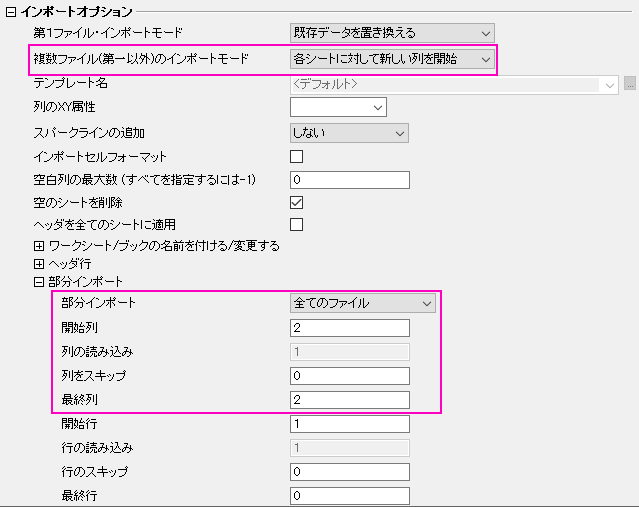 インポートオプション
第1ファイル・インポートモード 既存データを置き換える
複数ファイル(第一以外)のインポートモード 各シートに対して新しい列を開始
テンプレート名 <デフォルト> ...
列のXY属性
スパークラインの追加 しない
インポートセルフォーマット
空白列の最大数 (すべてを指定するには-1) 0
空のシートを削除
ヘッダを全てのシートに適用
ワークシート/ブックの名前を付ける/変更する
ヘッダ行
部分インポート
部分インポート 全てのファイル
開始列 2
列の読み込み 1
列をスキップ 0
最終列 2
開始行 1
行の読み込み 1
行のスキップ 0
最終行 0